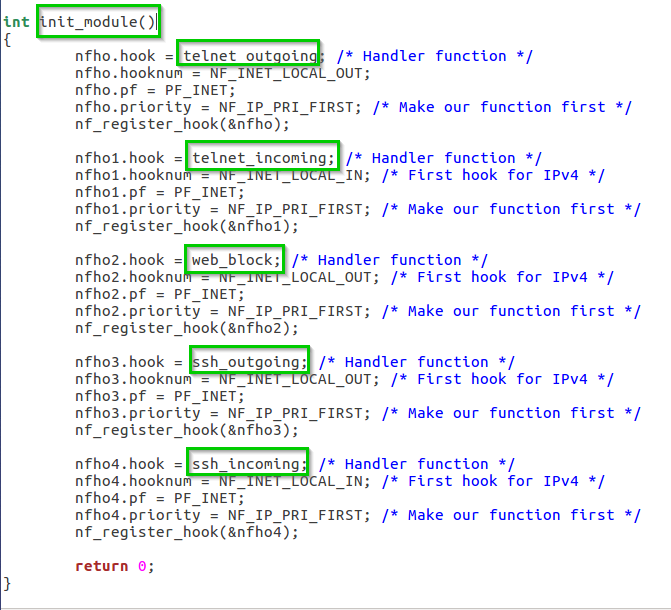 int init_module()
{
nfho.hook = telnet_outgoing; /* Handler function */
nfho.hooknum = NF_INET_LOCAL_OUT;
nfho.pf = PF_INET;
nfho.priority = NF_IP_PRI_FIRST; /* Make our function first */
nf_register_hook(&nfho);
nfho1.hook = telnet_incoming; /* Handler function */
nfho1.hooknum = NF_INET_LOCAL_IN; /* First hook for IPv4 */
nfho1.pf = PF_INET;
nfho1.priority = NF_IP_PRI_FIRST; /* Make our function first */
nf_register_hook(&nfho1);
nfho2.hook = web_block; /* Handler function */
nfho2.hooknum = NF_INET_LOCAL_OUT; /* First hook for IPv4 */
nfho2.pf = PF_INET;
nfho2.priority = NF_IP_PRI_FIRST; /* Make our function first */
nf_register_hook(&nfho2);
nfho3.hook = ssh_outgoing; /* Handler function */
nfho3.hooknum = NF_INET_LOCAL_OUT; /* First hook for IPv4 */
nfho3.pf = PF_INET;
nfho3.priority = NF_IP_PRI_FIRST; /* Make our function first */
nf_register_hook(&nfho3);
nfho4.hook = ssh_incoming; /* Handler function */
nfho4.hooknum = NF_INET_LOCAL_IN; /* First hook for IPv4 */
nfho4.pf = PF_INET;
nfho4.priority = NF_IP_PRI_FIRST; /* Make our function first */
nf_register_hook(&nfho4);
return 0;
}